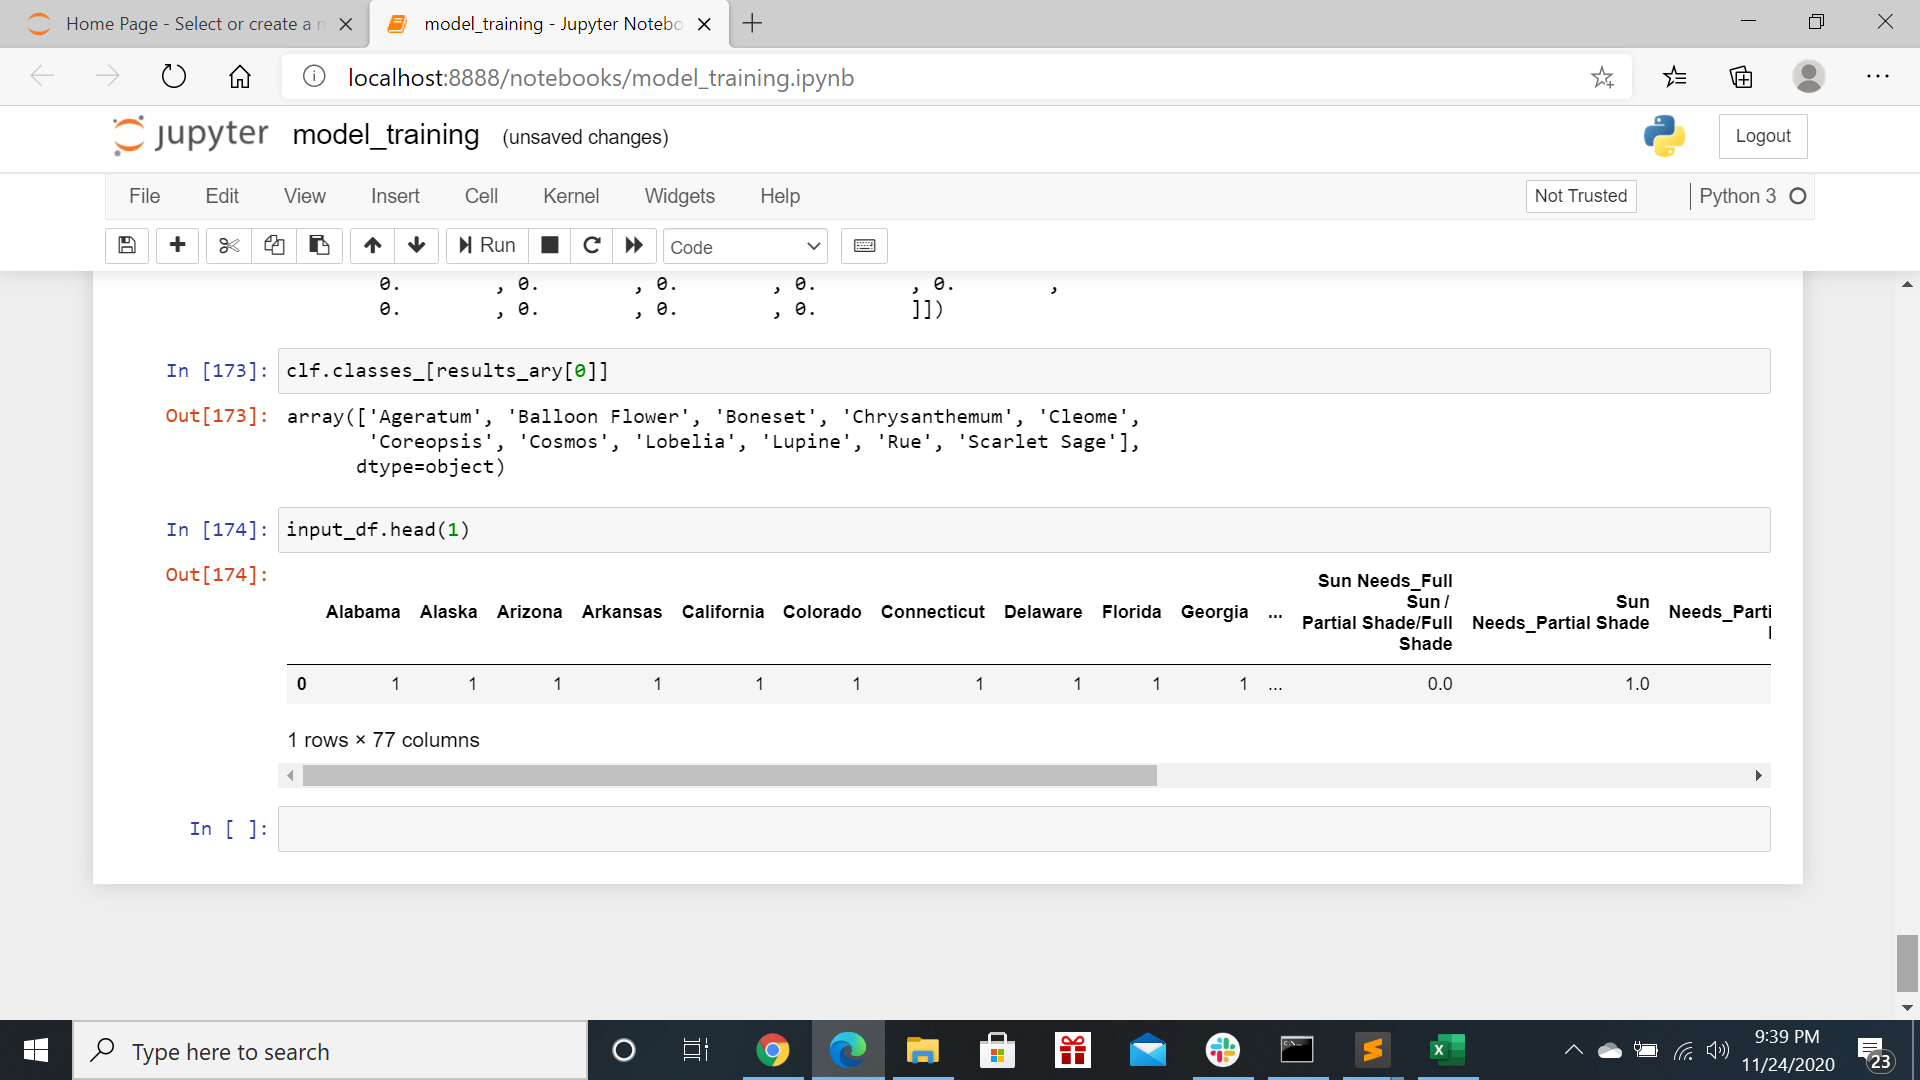 Home Page - Select or create a n
model_training - Jupyter Notebo
localhost:8888/notebooks/model_training.ipynb
jupyter model_training (unsaved changes)
Logout
File Edit View Insert Cell Kernel Widgets Help
Not Trusted
Python 3
Run
Code
0. , 0. , 0. , 0. , 0. ,
0. , 0. , 0. , 0. ]])
In [173]: clf.classes_[results_ary[0]]
Out[173]: array(['Ageratum', 'Balloon Flower', 'Boneset', 'Chrysanthemum', 'Cleome',
'Coreopsis', 'Cosmos', 'Lobelia', 'Lupine', 'Rue', 'Scarlet Sage'],
dtype=object)
In [174]: input_df.head(1)
Out[174]:
Alabama Alaska Arizona Arkansas California Colorado Connecticut Delaware Florida Georgia ...
Sun Needs_Full
Sun /
Partial Shade/Full
Shade
Sun
Needs_Partial Shade
Needs_Parti
0 1 1 1 1 1 1 1 1 1 1 ... 0.0 1.0
1 rows × 77 columns
In [ ]:
Type here to search
9:39 PM
11/24/2020
23